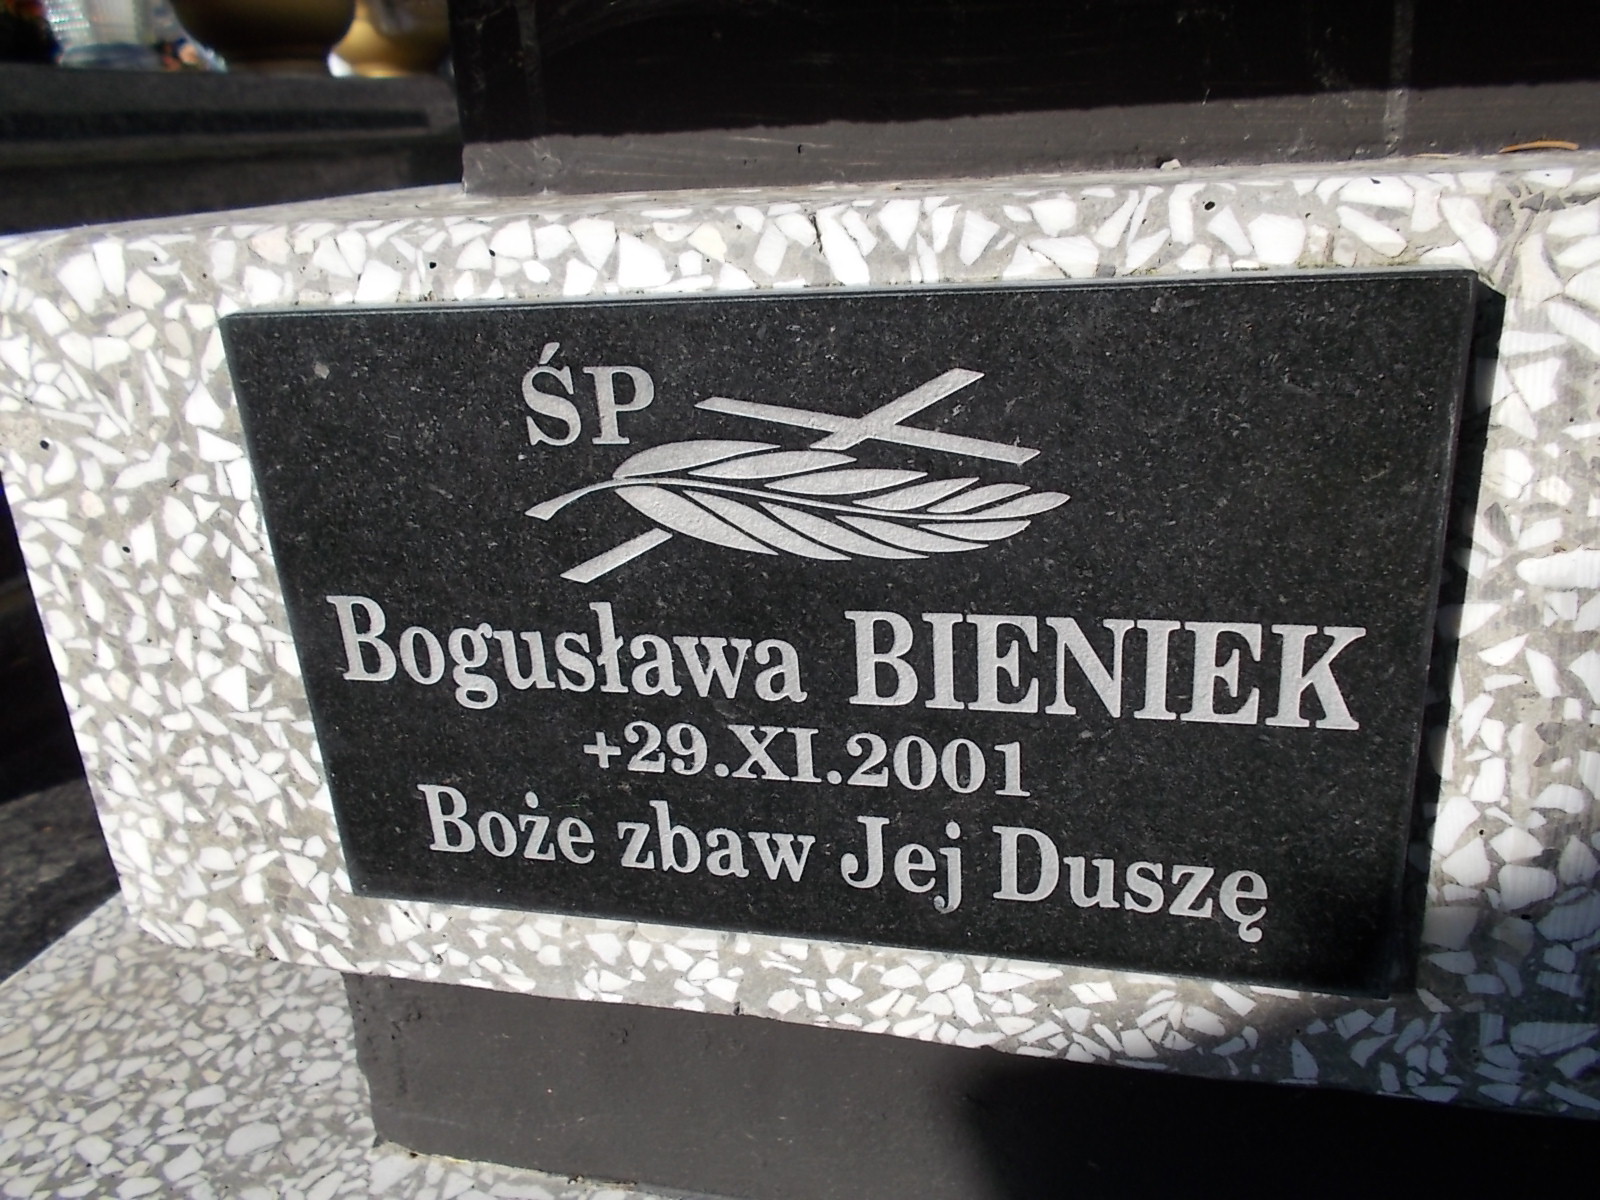 ŚP
Bogusława BIENIEK
+29.XI.2001
Boże zbaw Jej Duszę